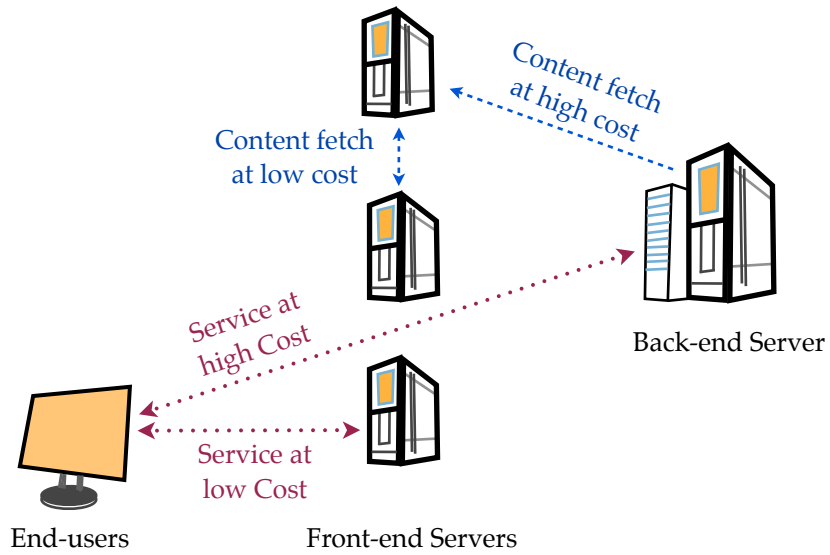 Content fetch
at high cost
Content fetch
at low cost
Service at
high Cost
Back-end Server
Service at
low Cost
End-users
Front-end Servers